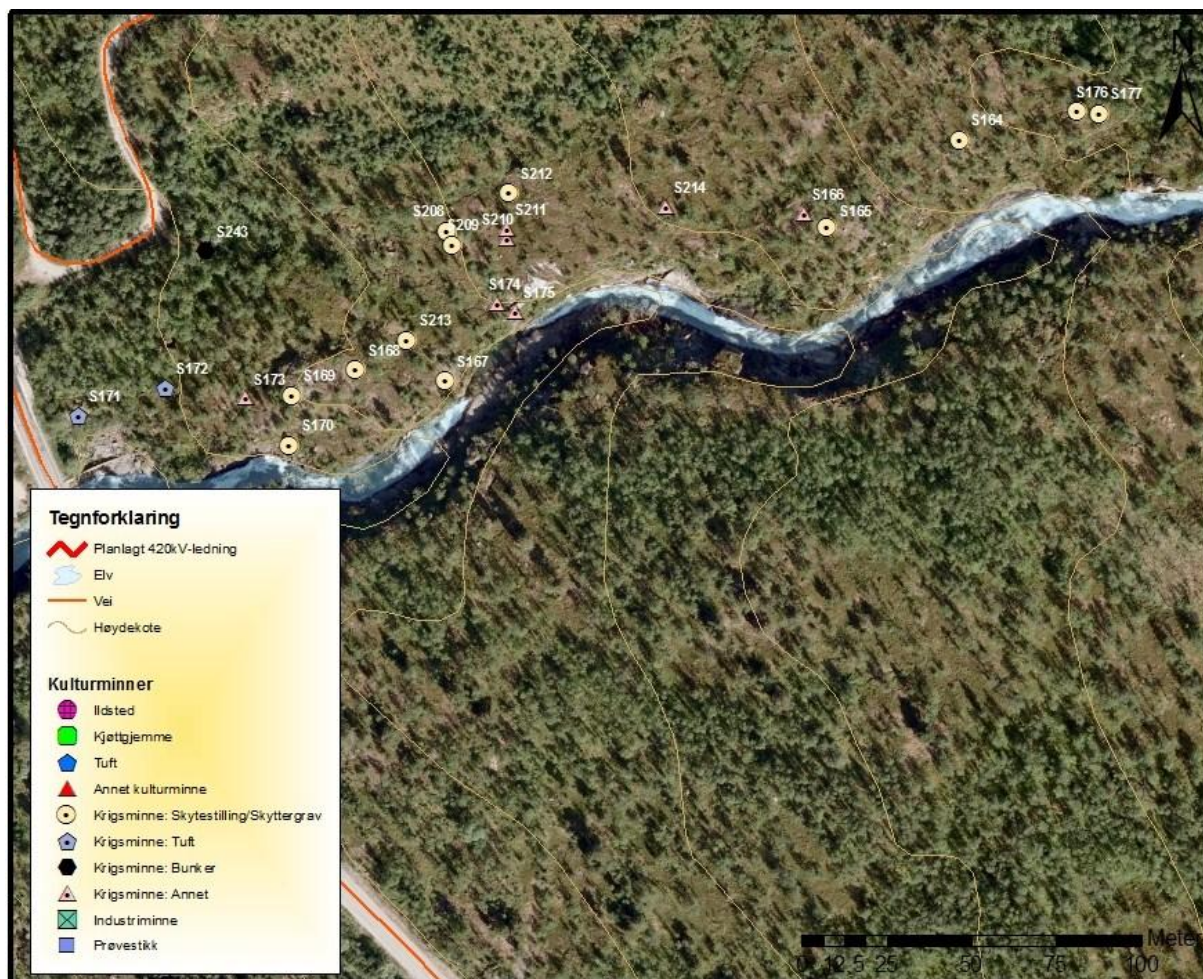 N
S176
S177
S164
S212
S214
S166
S211
S165
S208
S210
S209
S243
S174
S175
S213
S168
S172
S173
S169
S167
S171
S170
Tegnforklaring
Planlagt 420kV-ledning
Elv
Vei
Høydekote
Kulturminner
Ildsted
Kjøttgjemme
Tuft
Annet kulturminne
Krigsminne: Skytestilling/Skyttergrav
Krigsminne: Tuft
Krigsminne: Bunker
Krigsminne: Annet
Industriminne
Prøvestikk
Meter
0 12,5 25 50 75 100